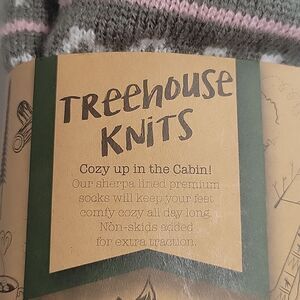 TREEHOUSE
KNITS
Cozy up in the Cabin!
Our sherpa lined premium
socks will keep your feet
comfy cozy all day long.
Non-skids added
for extra traction.